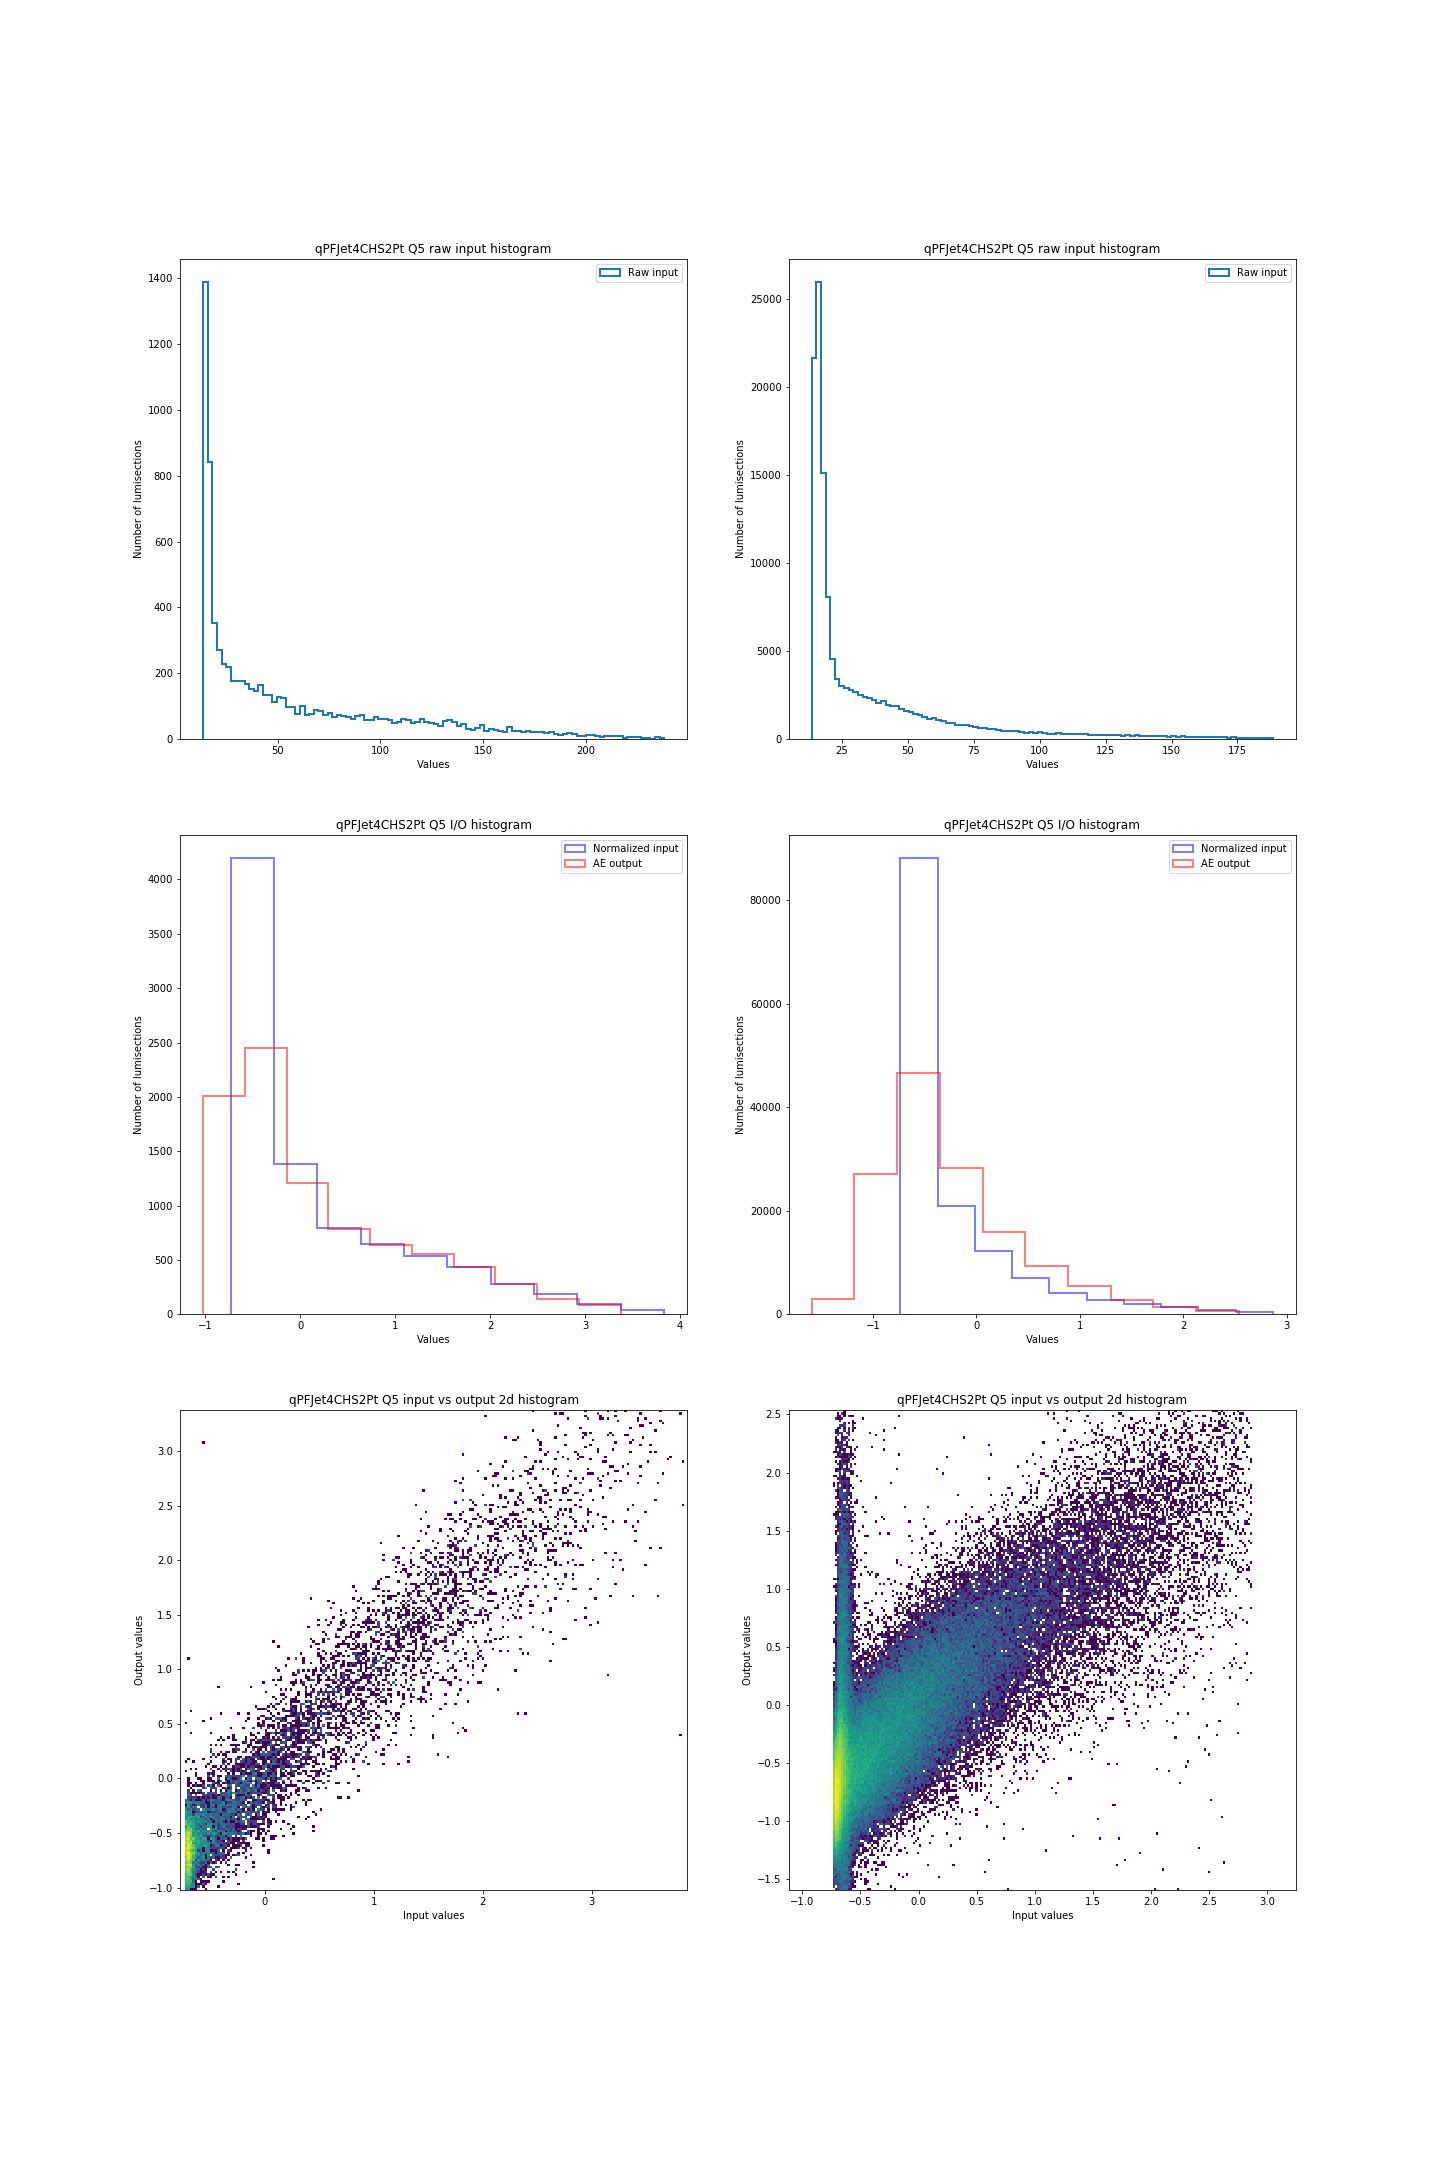 qPFJet4CHS2Pt Q5 raw input histogram
Raw input
1400
1200
1000
800
600
400
200
0
Number of lumisections
50 100 150 200
Values
qPFJet4CHS2Pt Q5 raw input histogram
Raw input
25000
20000
15000
10000
5000
0
Number of lumisections
25 50 75 100 125 150 175
Values
qPFJet4CHS2Pt Q5 I/O histogram
Normalized input
AE output
4000
3500
3000
2500
2000
1500
1000
500
0
Number of lumisections
−1 0 1 2 3 4
Values
qPFJet4CHS2Pt Q5 I/O histogram
Normalized input
AE output
80000
60000
40000
20000
0
Number of lumisections
−1 0 1 2 3
Values
qPFJet4CHS2Pt Q5 input vs output 2d histogram
3.0
2.5
2.0
1.5
1.0
0.5
0.0
−0.5
−1.0
Output values
0 1 2 3
Input values
qPFJet4CHS2Pt Q5 input vs output 2d histogram
2.5
2.0
1.5
1.0
0.5
0.0
−0.5
−1.0
−1.5
Output values
−1.0 −0.5 0.0 0.5 1.0 1.5 2.0 2.5 3.0
Input values